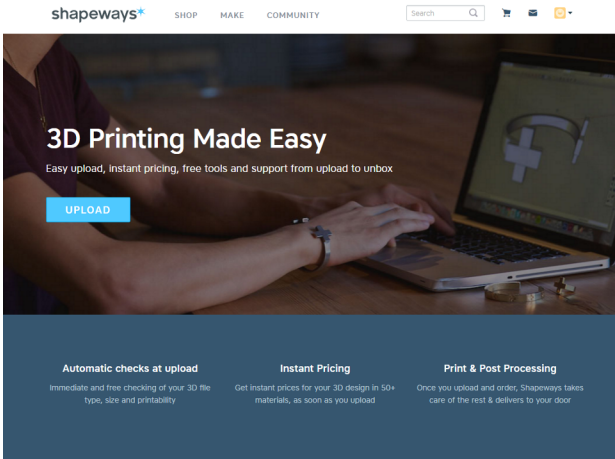 shapeways*
SHOP MAKE COMMUNITY
Search
3D Printing Made Easy
Easy upload, instant pricing, free tools and support from upload to unbox
UPLOAD
Automatic checks at upload
Immediate and free checking of your 3D file
type, size and printability
Instant Pricing
Get instant prices for your 3D design in 50+
materials, as soon as you upload
Print & Post Processing
Once you upload and order, Shapeways takes
care of the rest & delivers to your door